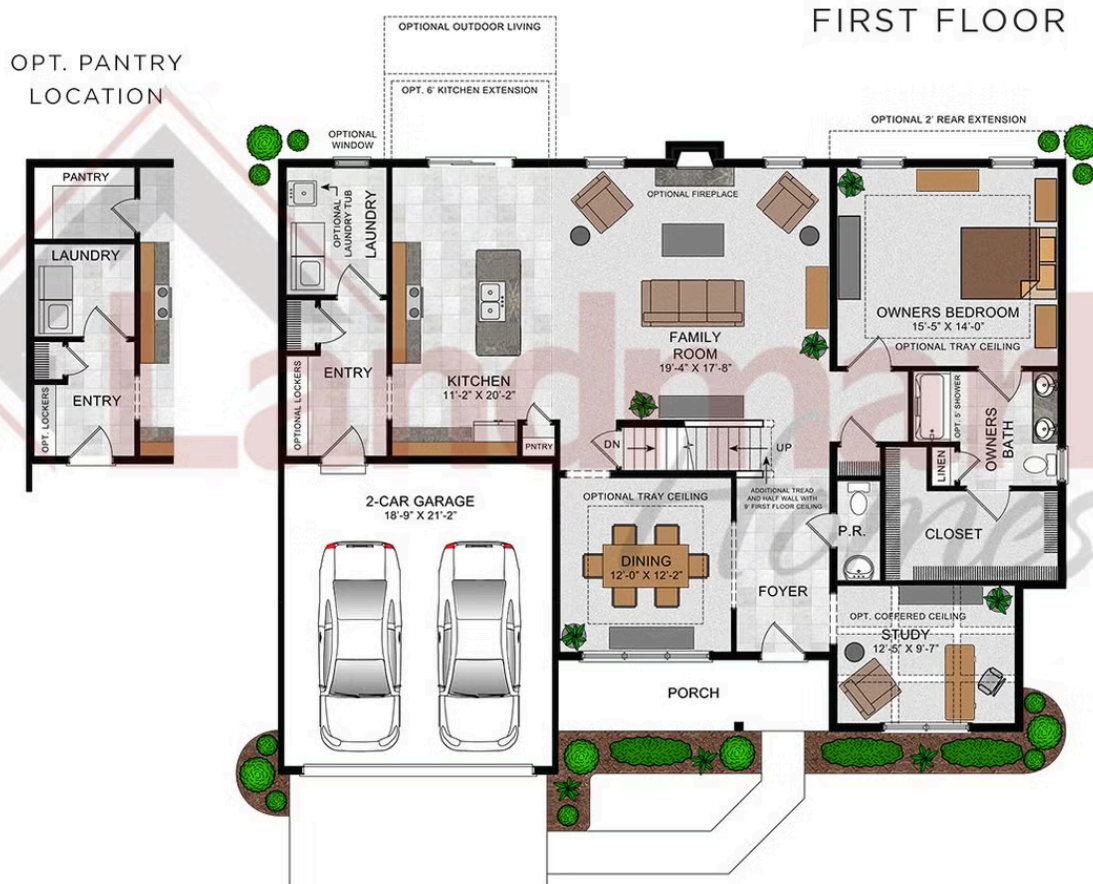 FIRST FLOOR
OPT. PANTRY
LOCATION
OPTIONAL OUTDOOR LIVING
OPT. 6' KITCHEN EXTENSION
OPTIONAL
WINDOW
OPTIONAL 2' REAR EXTENSION
PANTRY
LAUNDRY
OPT. LOCKERS
ENTRY
OPTIONAL
LAUNDRY TUB
LAUNDRY
OPTIONAL LOCKERS
ENTRY
KITCHEN
11'-2" X 20'-2"
PNTRY
OPTIONAL FIREPLACE
FAMILY
ROOM
19'-4" X 17'-8"
OWNERS BEDROOM
15'-5" X 14'-0"
OPTIONAL TRAY CEILING
OPT. 5' SHOWER
OWNERS
BATH
LINEN
CLOSET
DN
UP
ADDITIONAL TREAD
AND HALF WALL WITH
9' FIRST FLOOR CEILING
2-CAR GARAGE
18'-9" X 21'-2"
OPTIONAL TRAY CEILING
DINING
12'-0" X 12'-2"
P.R.
FOYER
OPT. COFFERED CEILING
STUDY
12'-5" X 9'-7"
PORCH
Landmark
Homes